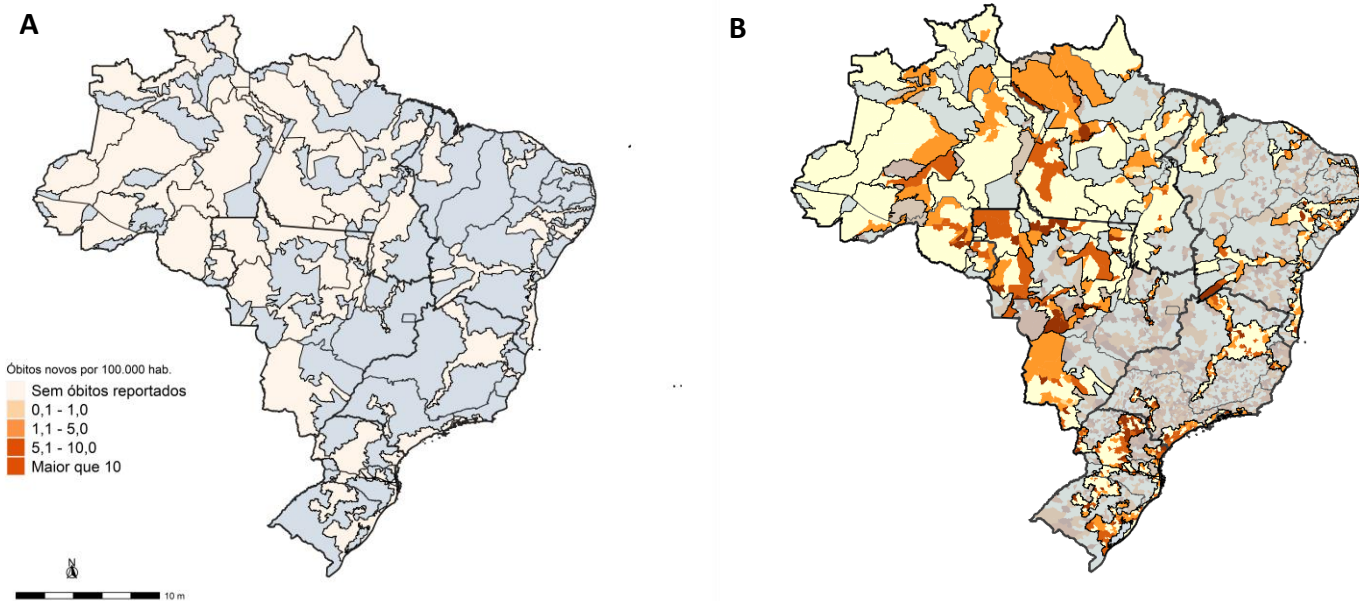 A
B
Óbitos novos por 100.000 hab.
Sem óbitos reportados
0,1 - 1,0
1,1 - 5,0
5,1 - 10,0
Maior que 10
N
10 m